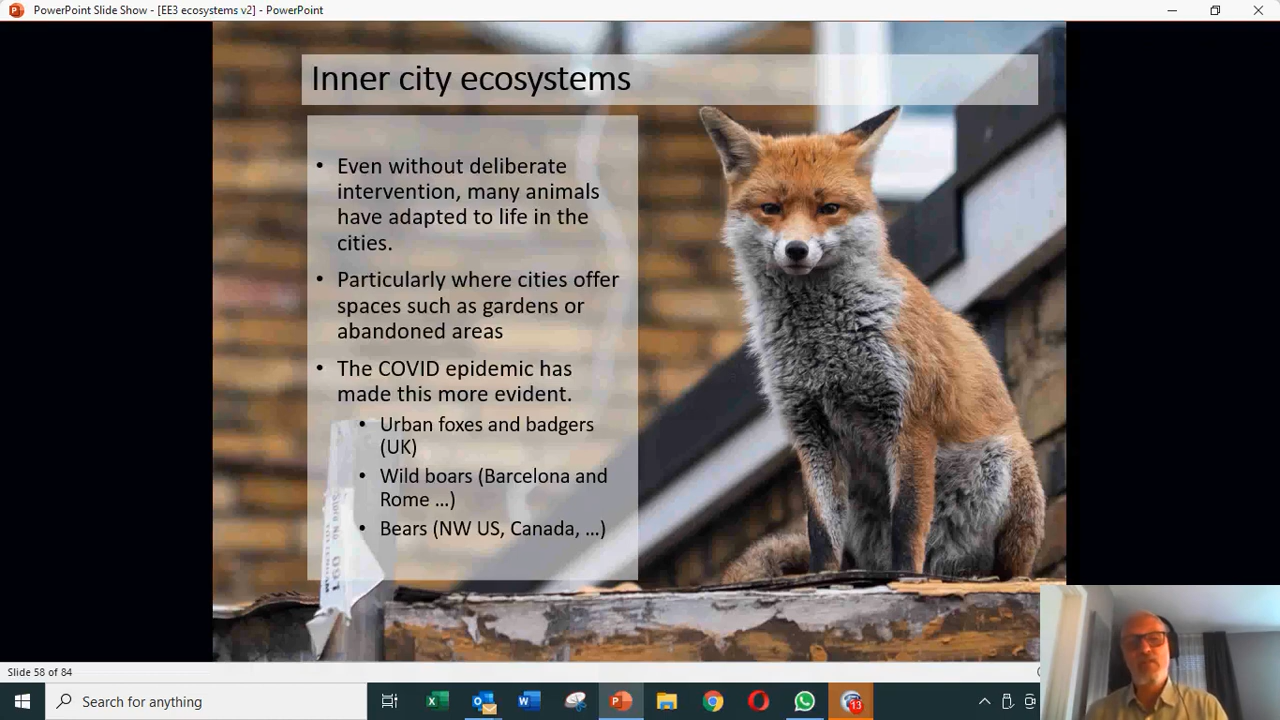 PowerPoint Slide Show - [EE3 ecosystems v2] - PowerPoint
Inner city ecosystems
• Even without deliberate
intervention, many animals
have adapted to life in the
cities.
• Particularly where cities offer
spaces such as gardens or
abandoned areas
• The COVID epidemic has
made this more evident.
• Urban foxes and badgers
(UK)
• Wild boars (Barcelona and
Rome …)
• Bears (NW US, Canada, …)
Slide 58 of 84
Search for anything
13